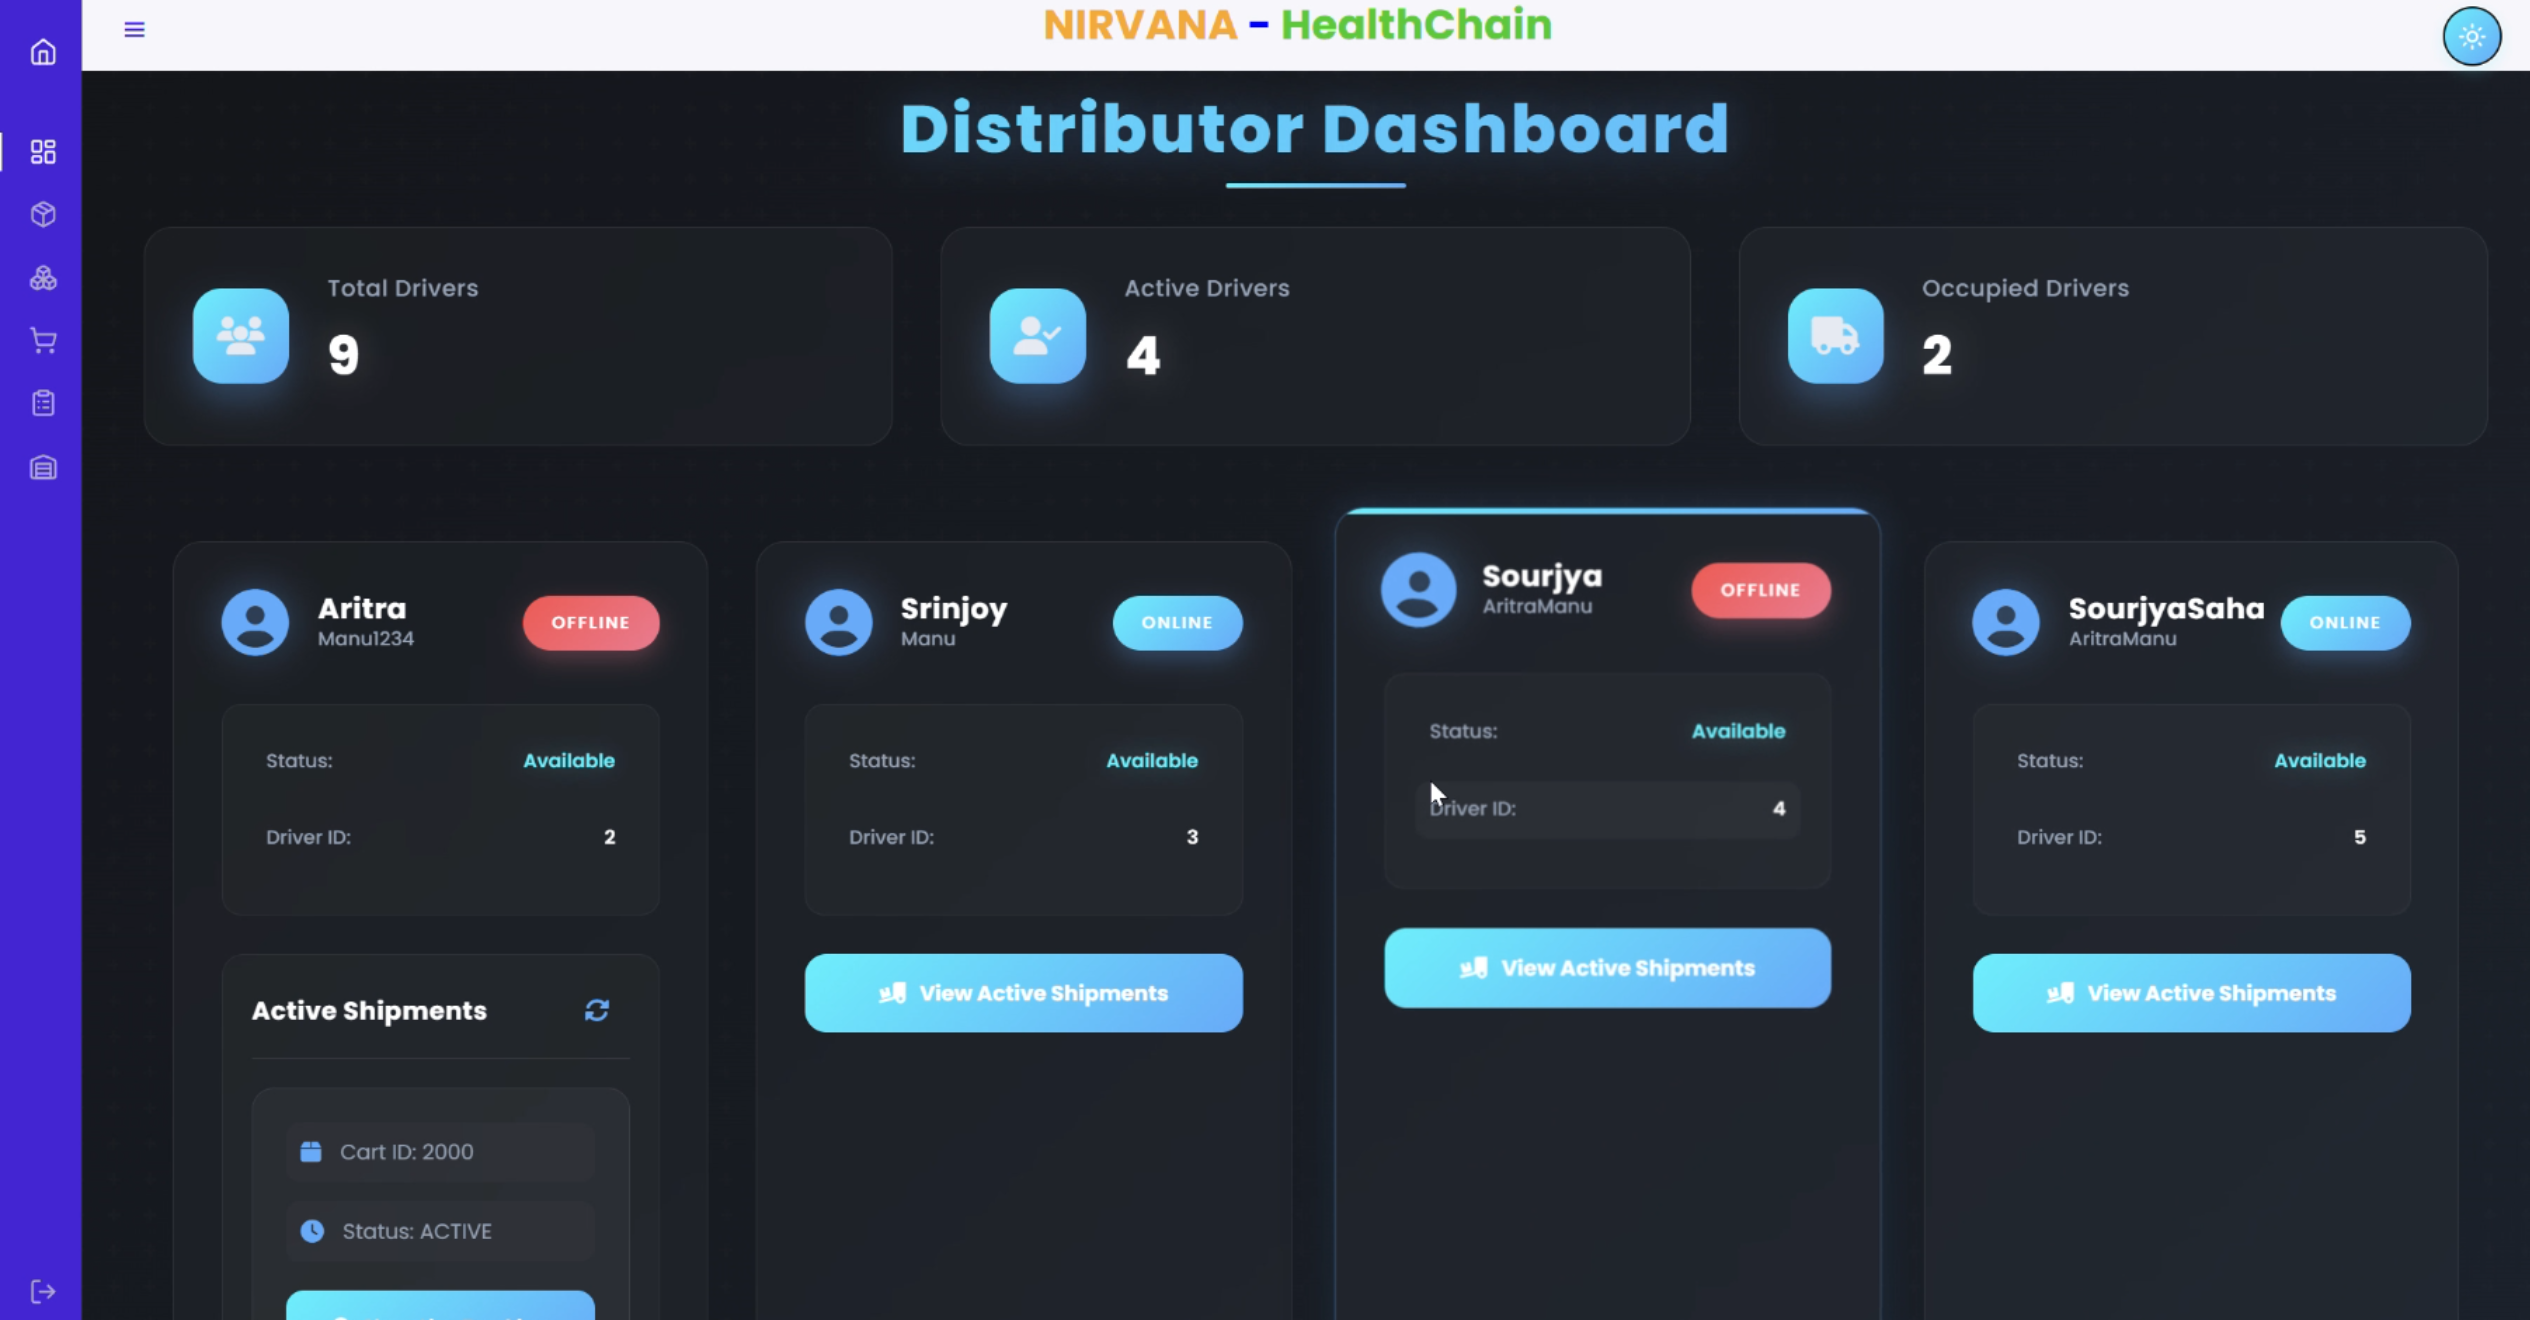 NIRVANA - HealthChain
Distributor Dashboard
Total Drivers
9
Active Drivers
4
Occupied Drivers
2
Aritra
Manu1234
OFFLINE
Status: Available
Driver ID: 2
Active Shipments
Cart ID: 2000
Status: ACTIVE
Srinjoy
Manu
ONLINE
Status: Available
Driver ID: 3
View Active Shipments
Sourjya
AritraManu
OFFLINE
Status: Available
Driver ID: 4
View Active Shipments
SourjyaSaha
AritraManu
ONLINE
Status: Available
Driver ID: 5
View Active Shipments